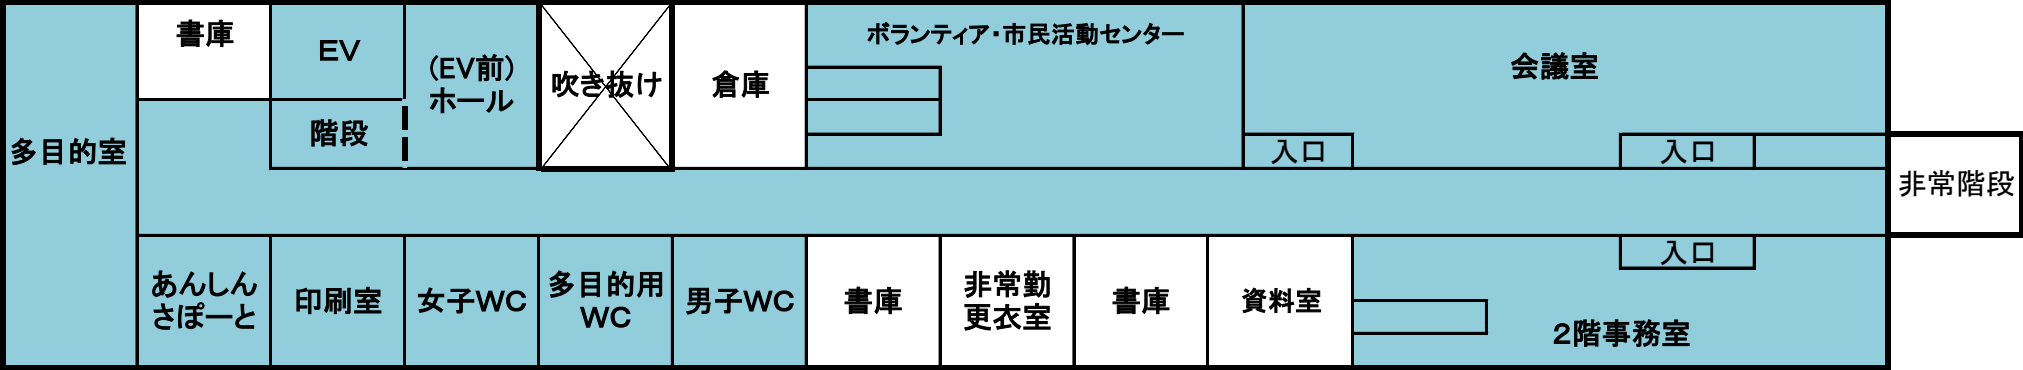 書庫
EV
（EV前）
ホール
吹き抜け
倉庫
ボランティア・市民活動センター
会議室
多目的室
階段
入口
入口
非常階段
あんしん
さぽーと
印刷室
女子WC
多目的用
WC
男子WC
書庫
非常勤
更衣室
書庫
資料室
入口
2階事務室